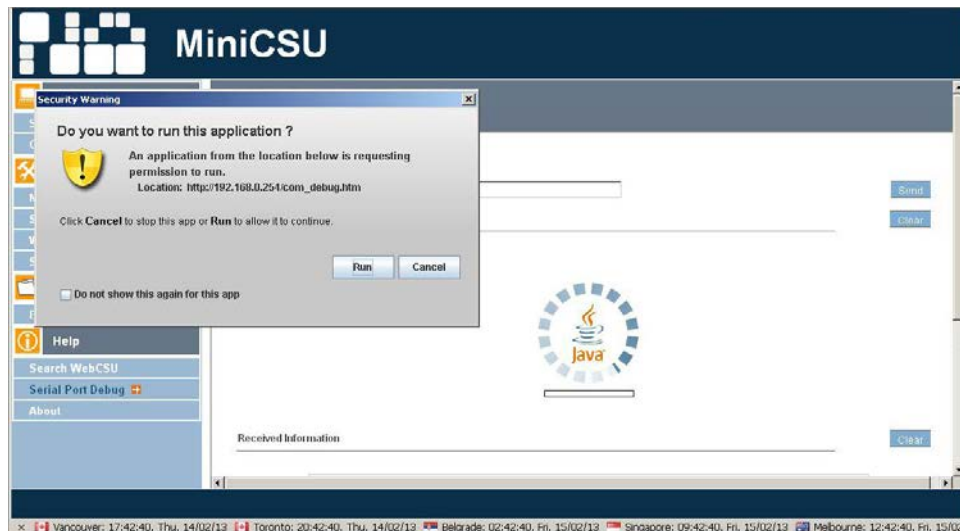 MiniCSU
Security Warning
Do you want to run this application ?
An application from the location below is requesting
permission to run.
Location: http://192.168.0.254/com_debug.htm
Click Cancel to stop this app or Run to allow it to continue.
Run Cancel
Do not show this again for this app
Send
Clear
Java
Help
Search WebCSU
Serial Port Debug
About
Received Information
Clear
Vancouver: 17:42:40, Thu, 14/02/13 Toronto: 20:42:40, Thu, 14/02/13 Belgrade: 02:42:40, Fri, 15/02/13 Singapore: 09:42:40, Fri, 15/02/13 Melbourne: 12:42:40, Fri, 15/02